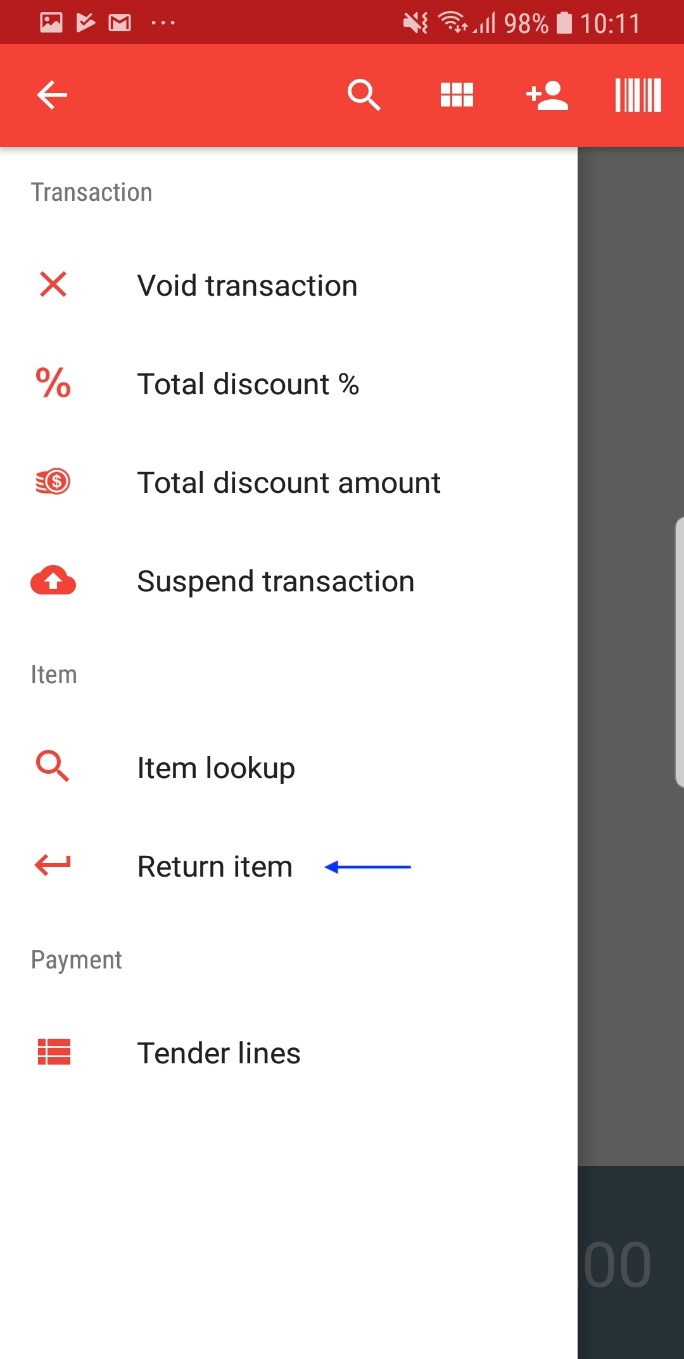 98% 10:11
Transaction
Void transaction
Total discount %
Total discount amount
Suspend transaction
Item
Item lookup
Return item
Payment
Tender lines
00